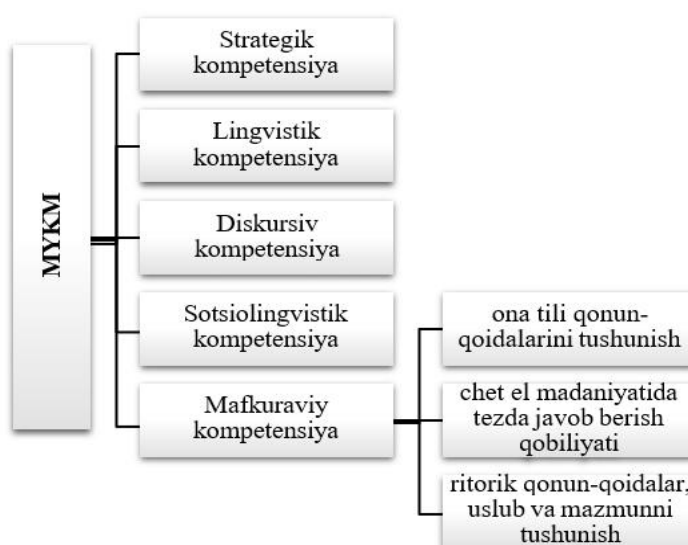 MYKM
Strategik
kompetensiya
Lingvistik
kompetensiya
Diskursiv
kompetensiya
Sotsiolingvistik
kompetensiya
Mafkuraviy
kompetensiya
ona tili qonun-
qoidalarini tushunish
chet el madaniyatida
tezda javob berish
qobiliyati
ritorik qonun-qoidalar,
uslub va mazmunni
tushunish